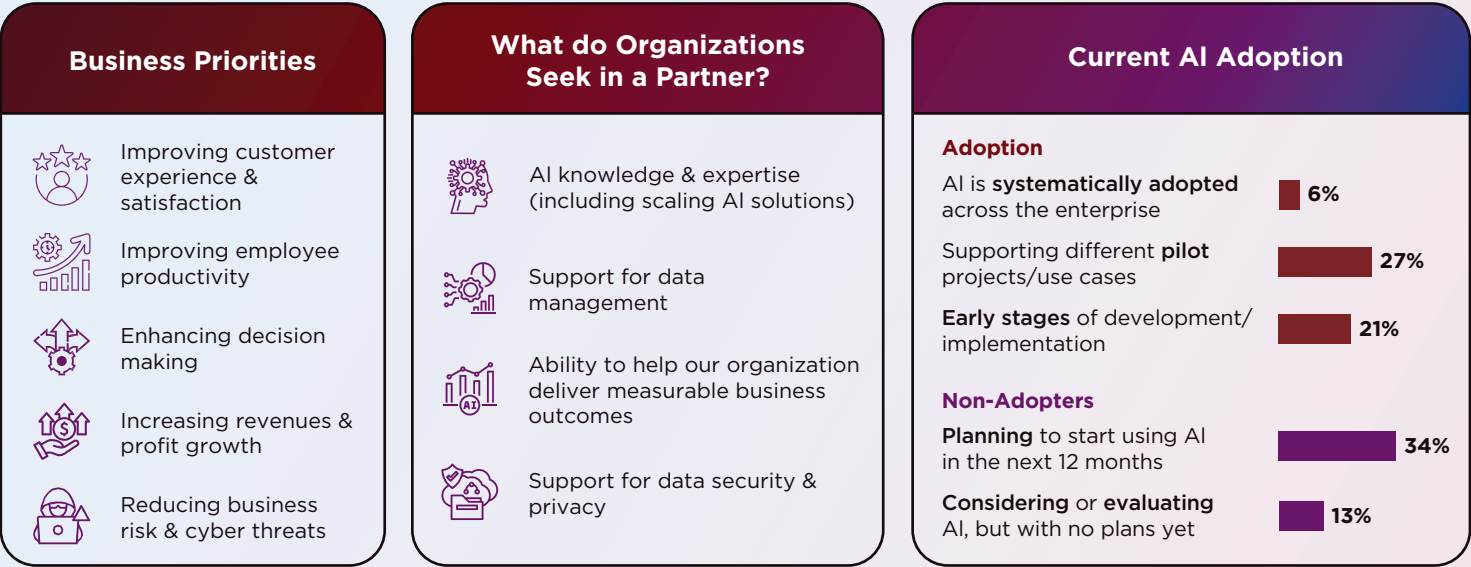 Business Priorities
Improving customer
experience &
satisfaction
Improving employee
productivity
Enhancing decision
making
Increasing revenues &
profit growth
Reducing business
risk & cyber threats
What do Organizations
Seek in a Partner?
AI knowledge & expertise
(including scaling AI solutions)
Support for data
management
AI
Ability to help our organization
deliver measurable business
outcomes
Support for data security &
privacy
Current AI Adoption
Adoption
AI is systematically adopted
across the enterprise
6%
Supporting different pilot
projects/use cases
27%
Early stages of development/
implementation
21%
Non-Adopters
Planning to start using AI
in the next 12 months
34%
Considering or evaluating
AI, but with no plans yet
13%